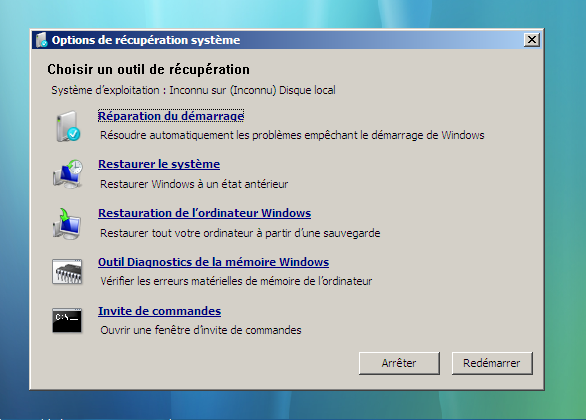 Options de récupération système
Choisir un outil de récupération
Système d'exploitation : Inconnu sur (Inconnu) Disque local
Réparation du démarrage
Résoudre automatiquement les problèmes empêchant le démarrage de Windows
Restaurer le système
Restaurer Windows à un état antérieur
Restauration de l'ordinateur Windows
Restaurer tout votre ordinateur à partir d'une sauvegarde
Outil Diagnostics de la mémoire Windows
Vérifier les erreurs matérielles de mémoire de l'ordinateur
C:\_
Invite de commandes
Ouvrir une fenêtre d'invite de commandes
Arrêter
Redémarrer